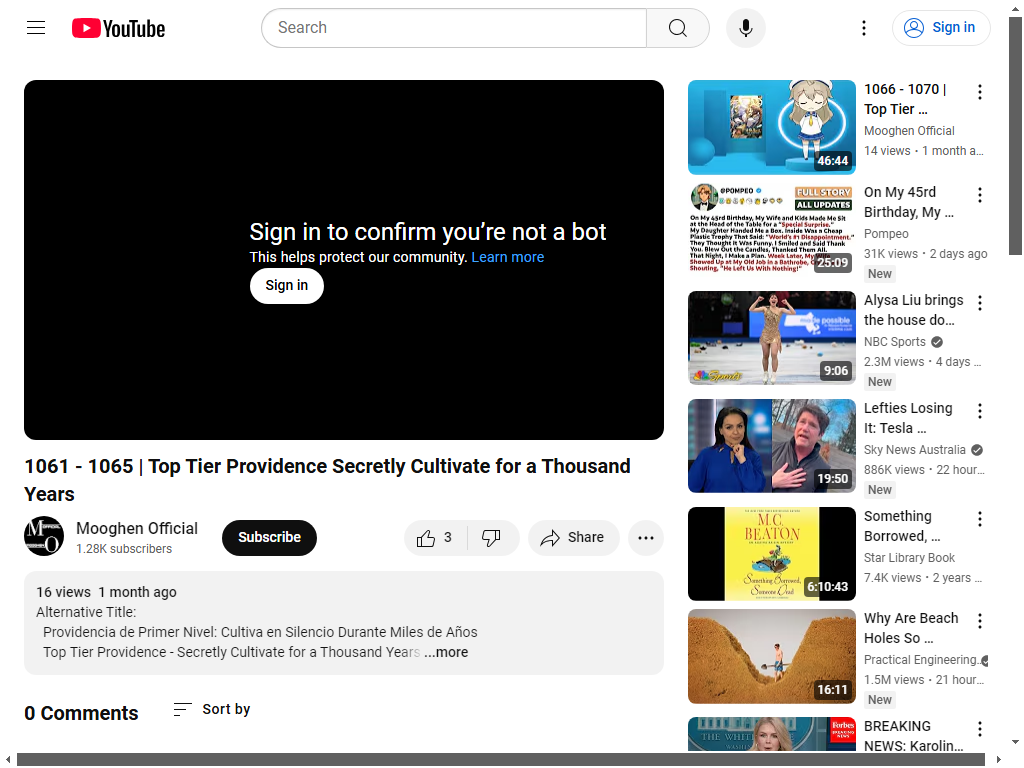 YouTube
Search
Sign in
Sign in to confirm you’re not a bot
This helps protect our community. Learn more
Sign in
1061 - 1065 | Top Tier Providence Secretly Cultivate for a Thousand
Years
Mooghen Official
1.28K subscribers
Subscribe
3
Share
16 views 1 month ago
Alternative Title:
Providencia de Primer Nivel: Cultiva en Silencio Durante Miles de Años
Top Tier Providence - Secretly Cultivate for a Thousand Years ...more
0 Comments
Sort by
46:44
1066 - 1070 |
Top Tier ...
Mooghen Official
14 views • 1 month a...
@POMPEO
FULL STORY
ALL UPDATES
On My 45rd Birthday, My Wife and Kids Made Me Sit
at the Head of the Table for a "Special Surprise."
My Daughter Handed Me a Box. Inside Was a Cheap
Plastic Trophy That Said: "World's #1 Disappointment."
They Thought It Was Funny. I Smiled and Said Thank
You. Blew Out the Candles, Thanked Them All.
That Night, I Make a Plan. Week Later, My Wife
Showed Up at My Old Job in a Bathrobe,
Shouting, "He Left Us With Nothing!"
25:09
On My 45rd
Birthday, My ...
Pompeo
31K views • 2 days ago
New
made possible
Sports
9:06
Alysa Liu brings
the house do...
NBC Sports
2.3M views • 4 days ...
New
19:50
Lefties Losing
It: Tesla ...
Sky News Australia
886K views • 22 hour...
New
M.C.
BEATON
Something
Borrowed,
Someone Dead
6:10:43
Something
Borrowed, ...
Star Library Book
7.4K views • 2 years ...
16:11
Why Are Beach
Holes So ...
Practical Engineering
1.5M views • 21 hour...
New
THE WHITE
WASHIN
Forbes
BREAKING
NEWS
BREAKING
NEWS: Karolin...